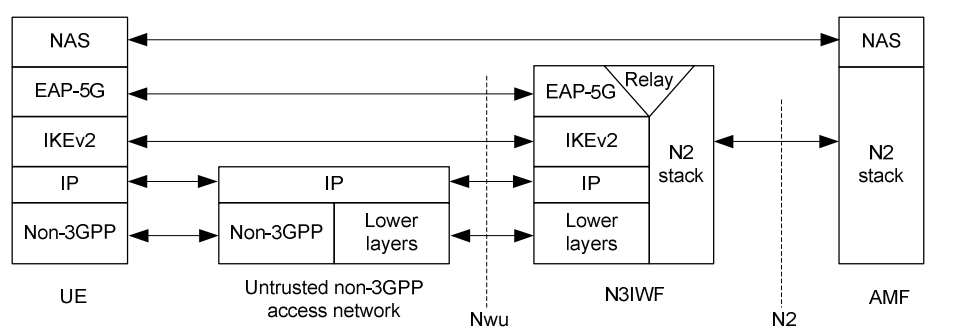 NAS
NAS
EAP-5G
EAP-5G
Relay
IKEv2
IKEv2
N2
stack
N2
stack
IP
IP
IP
Non-3GPP
Non-3GPP
Lower
layers
Lower
layers
UE
Untrusted non-3GPP
access network
N3IWF
AMF
Nwu
N2